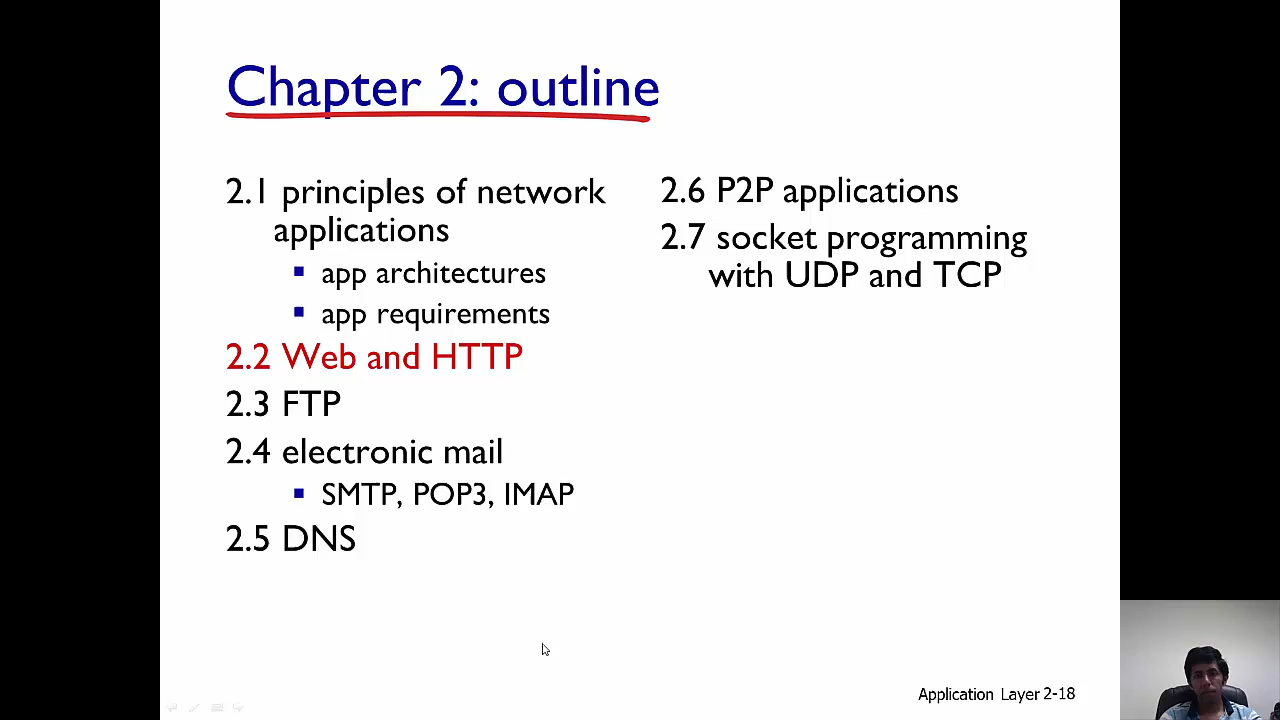 Chapter 2: outline
2.1 principles of network
applications
app architectures
app requirements
2.2 Web and HTTP
2.3 FTP
2.4 electronic mail
SMTP, POP3, IMAP
2.5 DNS
2.6 P2P applications
2.7 socket programming
with UDP and TCP
Application Layer 2-18